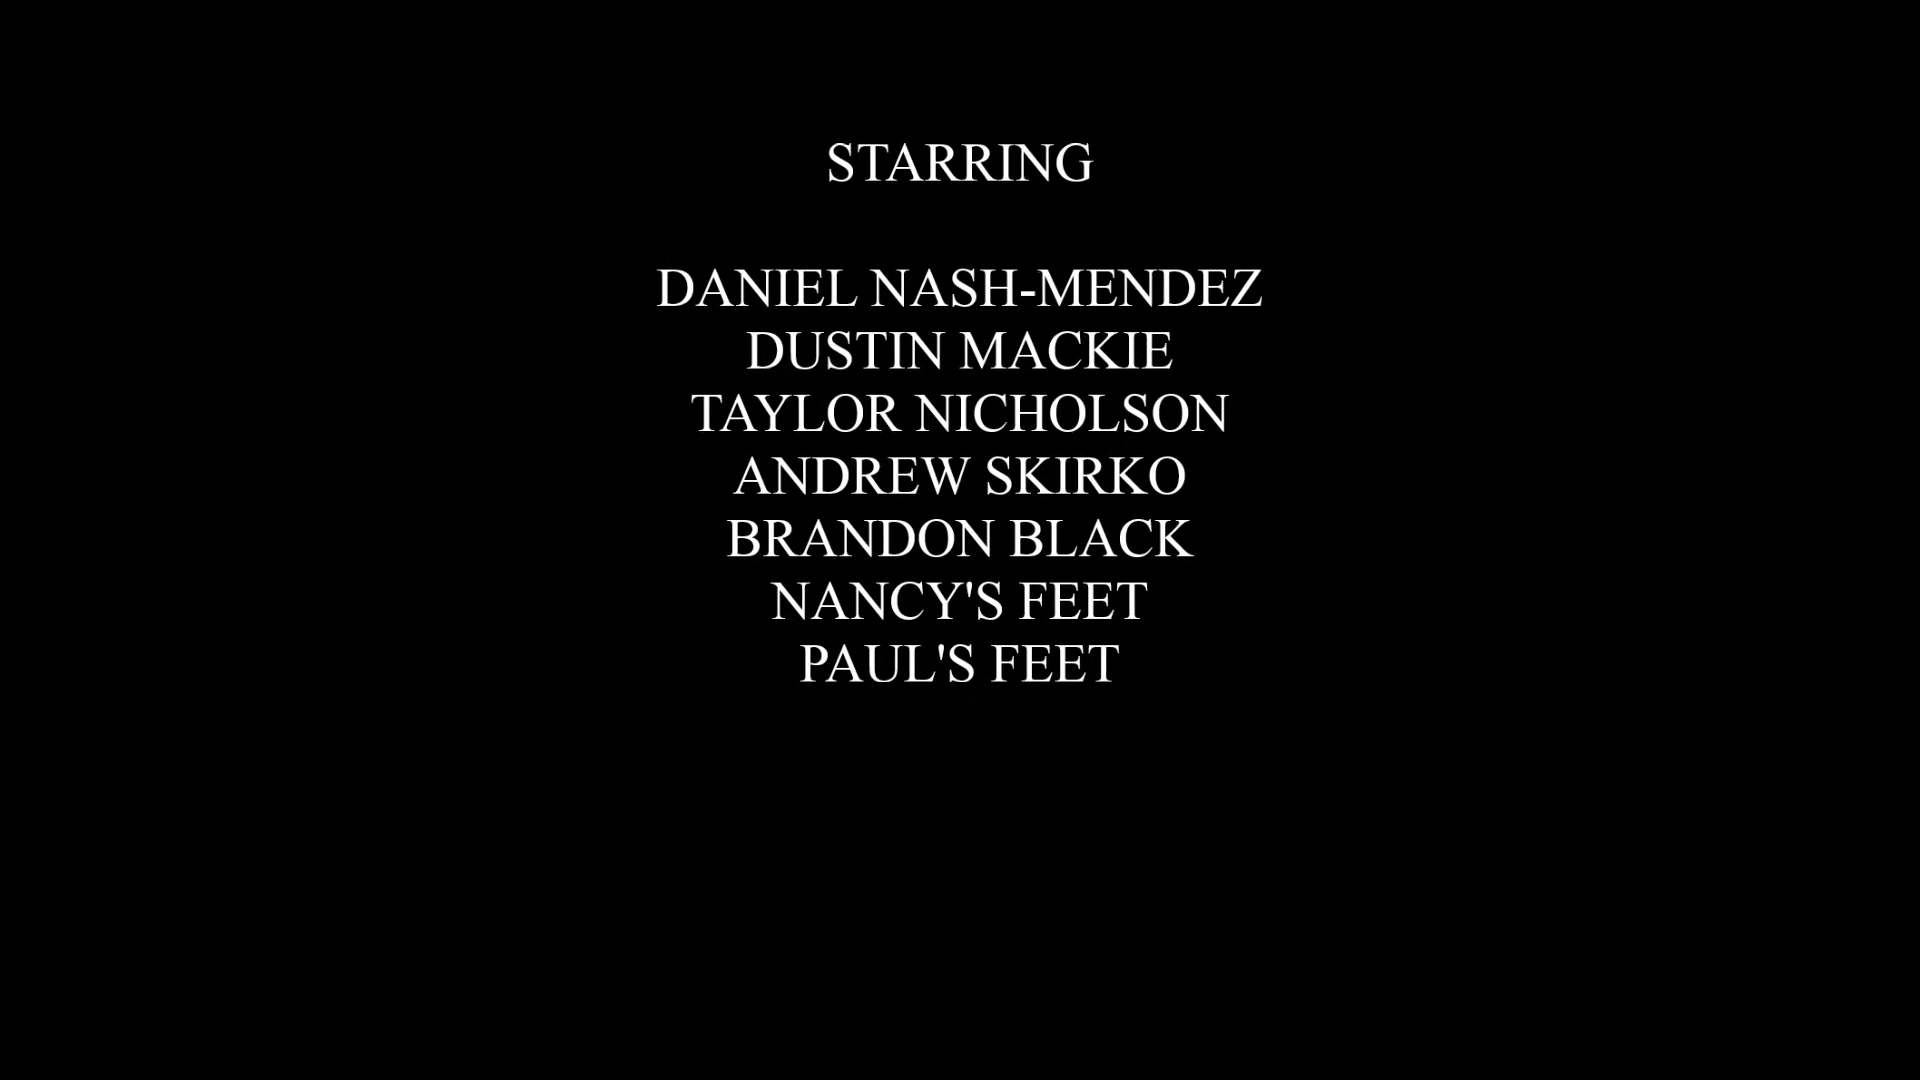 STARRING
DANIEL NASH-MENDEZ
DUSTIN MACKIE
TAYLOR NICHOLSON
ANDREW SKIRKO
BRANDON BLACK
NANCY'S FEET
PAUL'S FEET